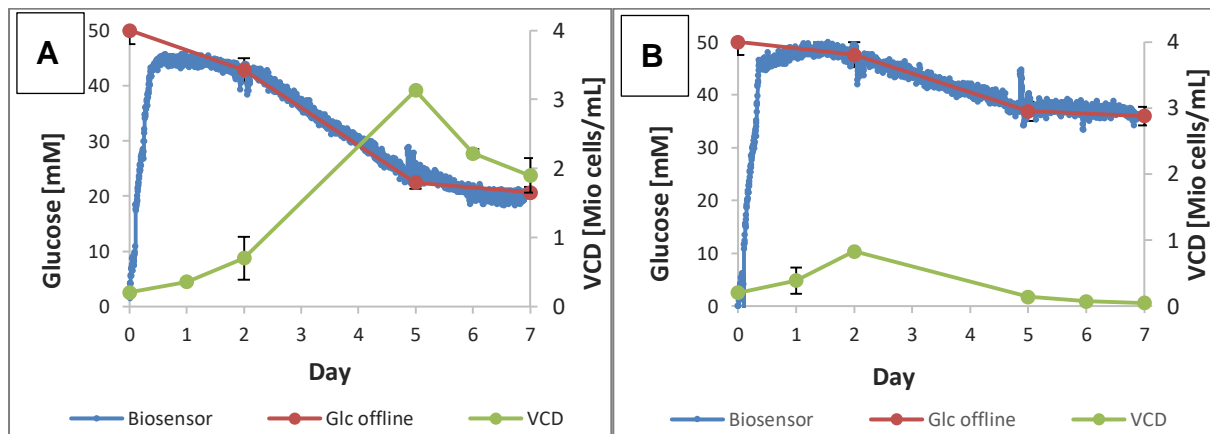 A
Glucose [mM]
50
40
30
20
10
0
4
3
2
1
0
VCD [Mio cells/mL]
0 1 2 5 6 7
Day
Biosensor Glc offline VCD
B
Glucose [mM]
50
40
30
20
10
0
4
3
2
1
0
VCD [Mio cells/mL]
0 1 2 3 4 5 6 7
Day
Biosensor Glc offline VCD